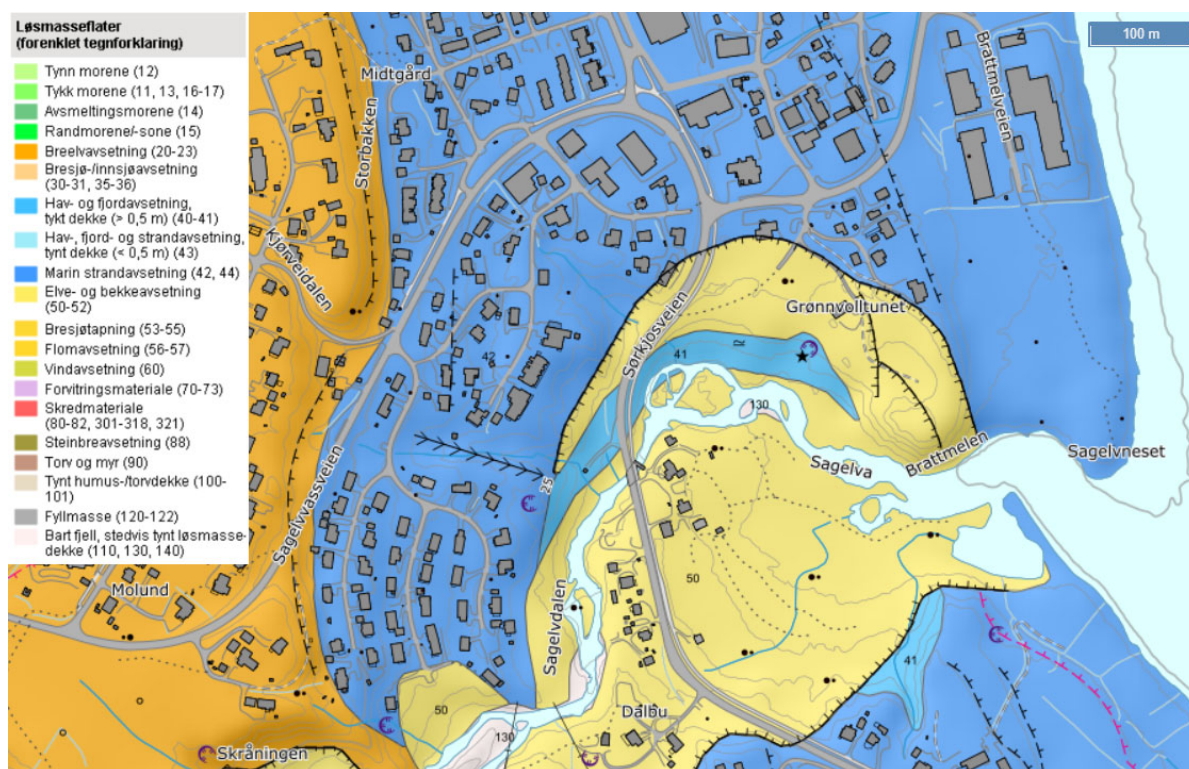 Løsmasseflater
(forenklet tegnforklaring)
Tynn morene (12)
Tykk morene (11, 13, 16-17)
Avsmeltingsmorene (14)
Randmorene/-sone (15)
Breelvavsetning (20-23)
Bresjø-/innsjøavsetning
(30-31, 35-36)
Hav- og fjordavsetning,
tykt dekke (> 0,5 m) (40-41)
Hav-, fjord- og strandavsetning,
tynt dekke (< 0,5 m) (43)
Marin strandavsetning (42, 44)
Elve- og bekkeavsetning
(50-52)
Bresjøtapning (53-55)
Flomavsetning (56-57)
Vindavsetning (60)
Forvitringsmateriale (70-73)
Skredmateriale
(80-82, 301-318, 321)
Steinbreavsetning (88)
Torv og myr (90)
Tynt humus-/torvdekke (100-
101)
Fyllmasse (120-122)
Bart fjell, stedvis tynt løsmasse-
dekke (110, 130, 140)
100 m
Midtgård
Storbakken
Brattmelveien
Kjørveidalen
Grønnvolltunet
Sørkjosveien
42
41
130
Sagelva
Brattmelen
Sagelvneset
25
Sagelvvassveien
Molund
Sagelvdalen
50
41
50
Dalbu
130
Skråningen